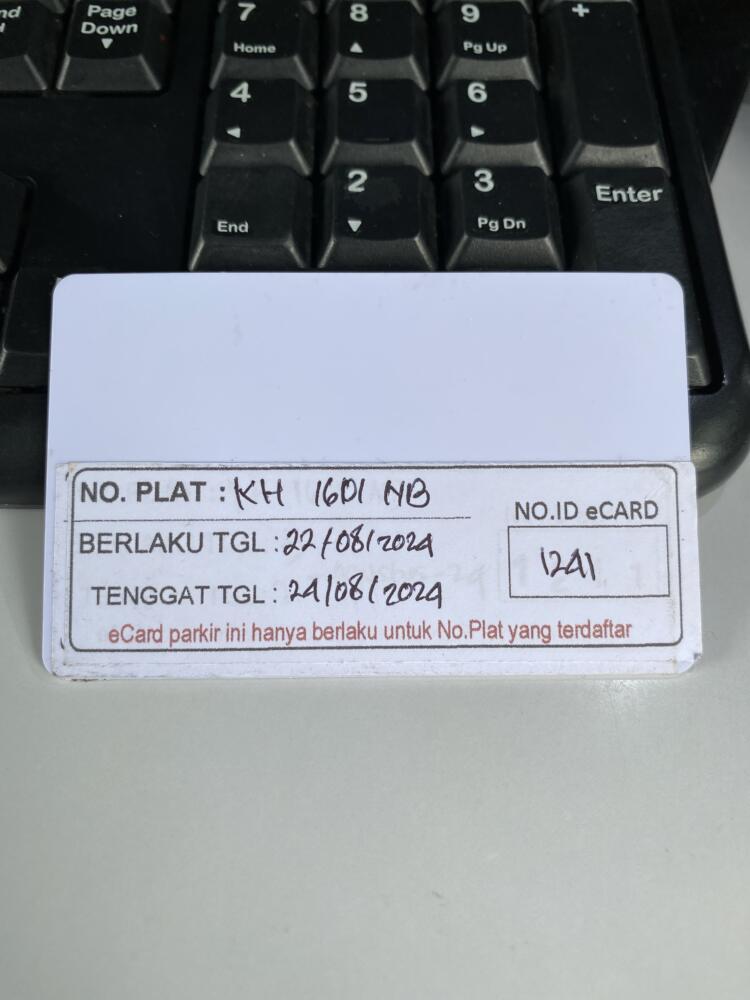 Page
Down
7
Home
8
9
Pg Up
+
4
5
6
End
2
3
Pg Dn
Enter
NO. PLAT : KH 1601 NB
BERLAKU TGL : 22/08/2024
TENGGAT TGL : 24/08/2024
NO.ID eCARD
1241
eCard parkir ini hanya berlaku untuk No.Plat yang terdaftar